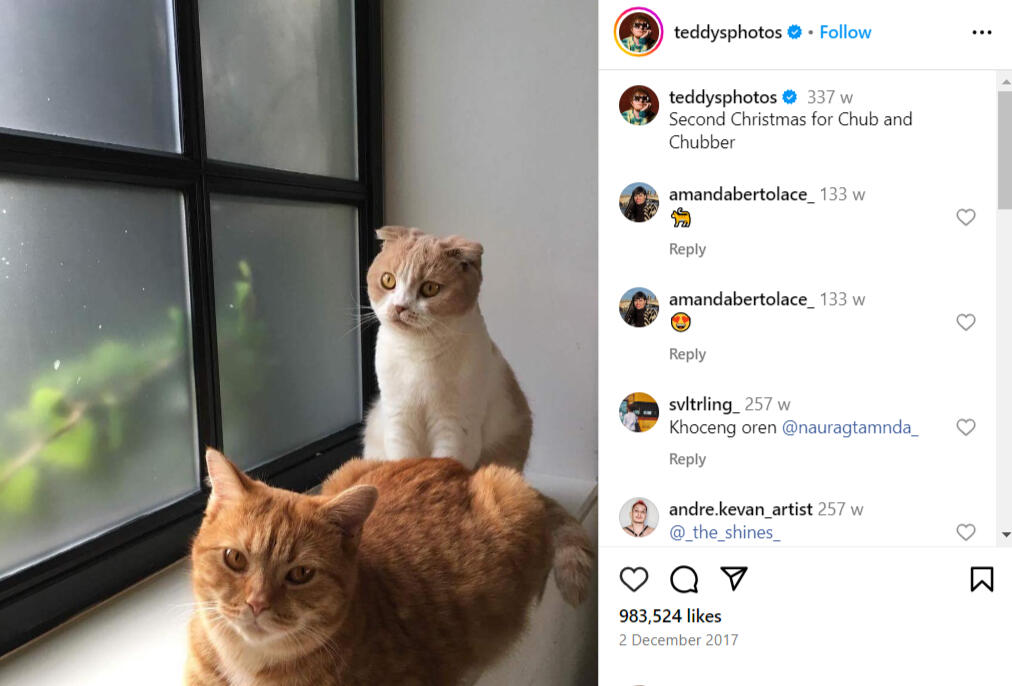 teddysphotos • Follow
teddysphotos 337 w
Second Christmas for Chub and
Chubber
amandabertolace_ 133 w
Reply
amandabertolace_ 133 w
Reply
svltrling_ 257 w
Khoceng oren @nauragtamnda_
Reply
andre.kevan_artist 257 w
@_the_shines_
983,524 likes
2 December 2017